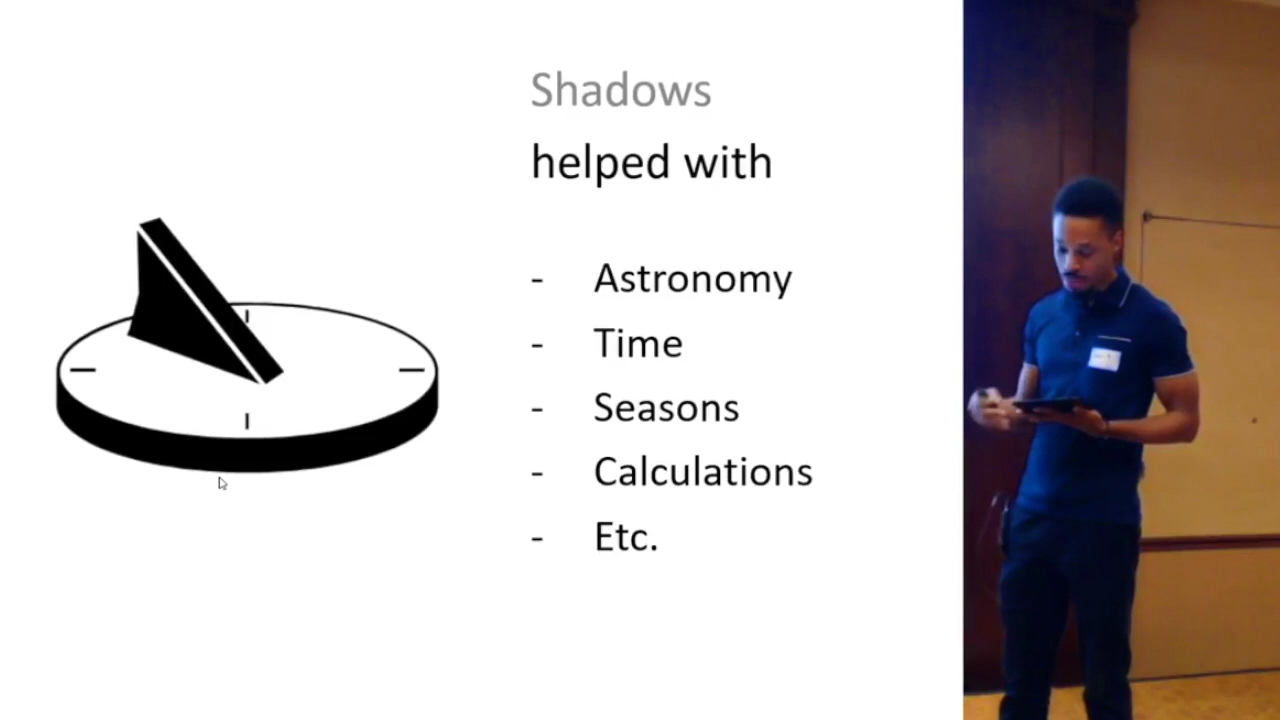 Shadows
helped with
- Astronomy
- Time
- Seasons
- Calculations
- Etc.